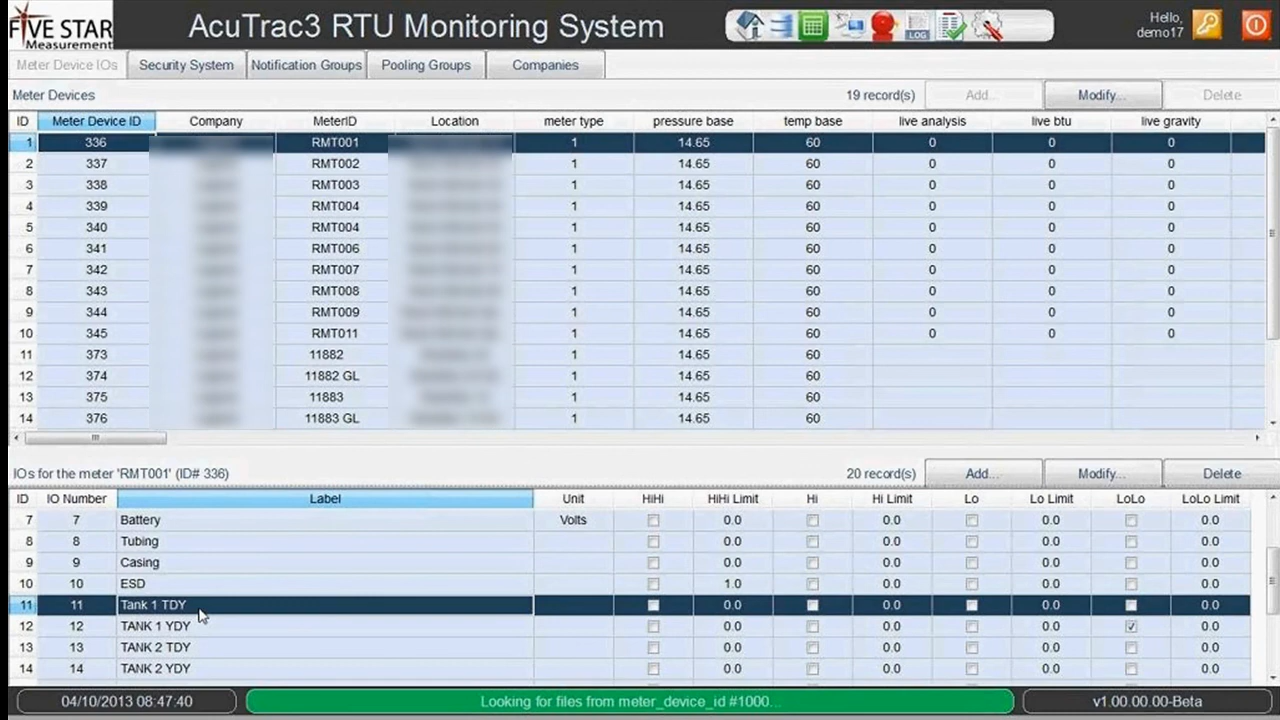 FIVE STAR
Measurement
AcuTrac3 RTU Monitoring System
LOG
Hello,
demo17
Meter Device IOs Security System Notification Groups Pooling Groups Companies
Meter Devices 19 record(s) Add... Modify... Delete
ID Meter Device ID Company MeterID Location meter type pressure base temp base live analysis live btu live gravity
1 336 RMT001 1 14.65 60 0 0 0
2 337 RMT002 1 14.65 60 0 0 0
3 338 RMT003 1 14.65 60 0 0 0
4 339 RMT004 1 14.65 60 0 0 0
5 340 RMT004 1 14.65 60 0 0 0
6 341 RMT006 1 14.65 60 0 0 0
7 342 RMT007 1 14.65 60 0 0 0
8 343 RMT008 1 14.65 60 0 0 0
9 344 RMT009 1 14.65 60 0 0 0
10 345 RMT011 1 14.65 60 0 0 0
11 373 11882 1 14.65 60
12 374 11882 GL 1 14.65 60
13 375 11883 1 14.65 60
14 376 11883 GL 1 14.65 60
IOs for the meter 'RMT001' (ID# 336) 20 record(s) Add... Modify... Delete
ID IO Number Label Unit HiHi HiHi Limit Hi Hi Limit Lo Lo Limit LoLo LoLo Limit
7 7 Battery Volts 0.0 0.0 0.0 0.0
8 8 Tubing 0.0 0.0 0.0 0.0
9 9 Casing 0.0 0.0 0.0 0.0
10 10 ESD 1.0 0.0 0.0 0.0
11 11 Tank 1 TDY 0.0 0.0 0.0 0.0
12 12 TANK 1 YDY 0.0 0.0 0.0 0.0
13 13 TANK 2 TDY 0.0 0.0 0.0 0.0
14 14 TANK 2 YDY 0.0 0.0 0.0 0.0
04/10/2013 08:47:40 Looking for files from meter_device_id #1000... v1.00.00.00-Beta